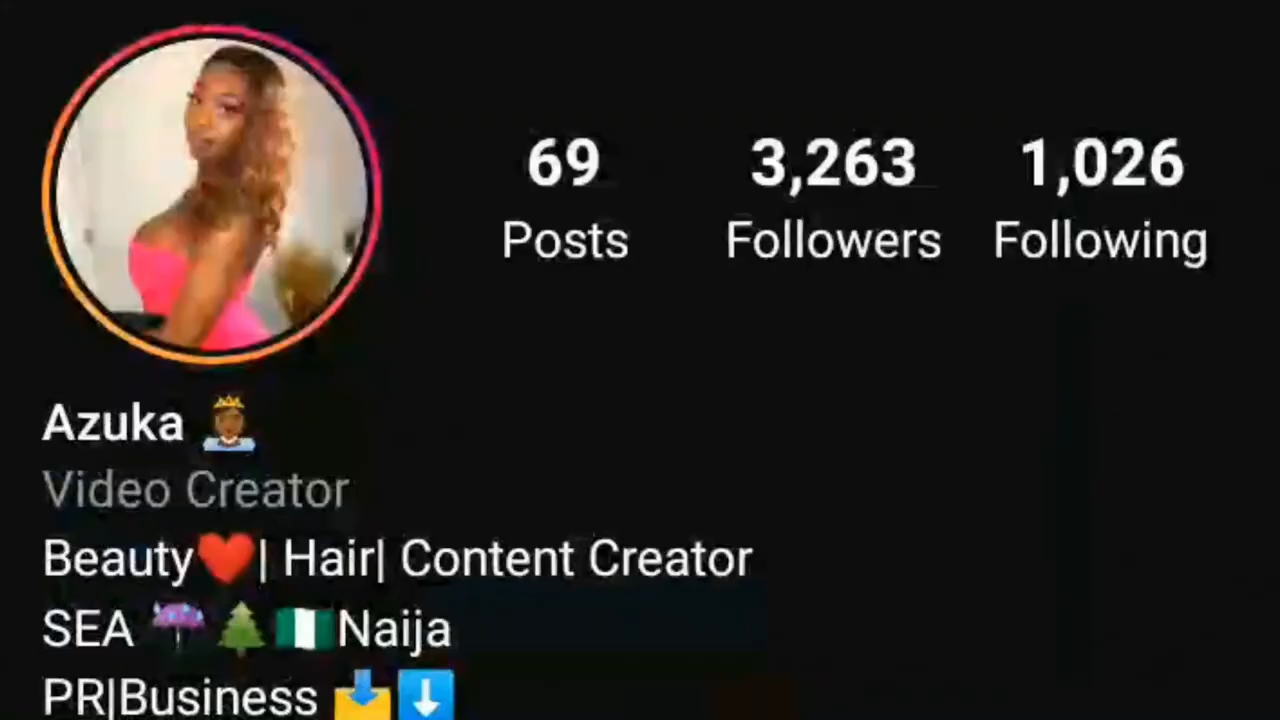 69 3,263 1,026
Posts Followers Following
Azuka 👸🏾
Video Creator
Beauty❤️| Hair| Content Creator
SEA ☔🌲🇳🇬Naija
PR|Business 📩⬇️